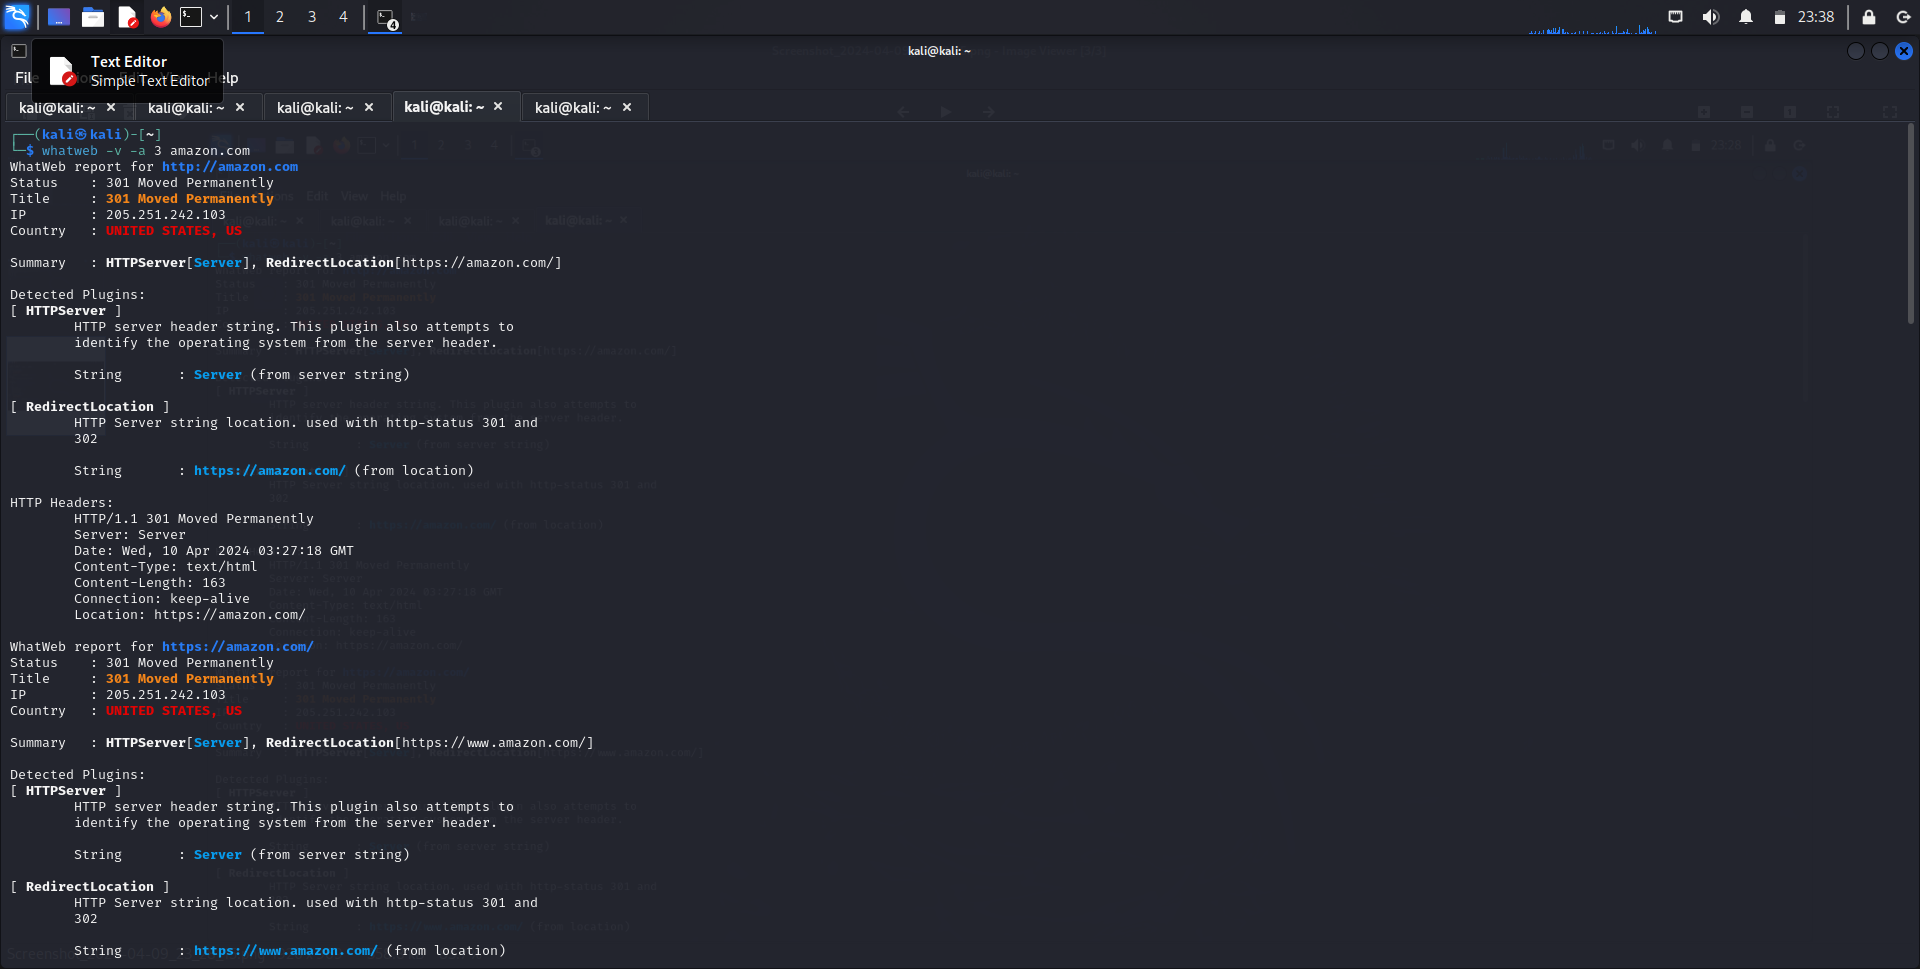 1 2 3 4 4 23:38
kali@kali: ~
Text Editor
Simple Text Editor
File Help
kali@kali: ~ × kali@kali: ~ × kali@kali: ~ × kali@kali: ~ × kali@kali: ~ ×
┌──(kali㉿kali)-[~]
└─$ whatweb -v -a 3 amazon.com
WhatWeb report for http://amazon.com
Status    : 301 Moved Permanently
Title     : 301 Moved Permanently
IP        : 205.251.242.103
Country   : UNITED STATES, US
Summary   : HTTPServer[Server], RedirectLocation[https://amazon.com/]
Detected Plugins:
[ HTTPServer ]
HTTP server header string. This plugin also attempts to
identify the operating system from the server header.
String       : Server (from server string)
[ RedirectLocation ]
HTTP Server string location. used with http-status 301 and
302
String       : https://amazon.com/ (from location)
HTTP Headers:
HTTP/1.1 301 Moved Permanently
Server: Server
Date: Wed, 10 Apr 2024 03:27:18 GMT
Content-Type: text/html
Content-Length: 163
Connection: keep-alive
Location: https://amazon.com/
WhatWeb report for https://amazon.com/
Status    : 301 Moved Permanently
Title     : 301 Moved Permanently
IP        : 205.251.242.103
Country   : UNITED STATES, US
Summary   : HTTPServer[Server], RedirectLocation[https://www.amazon.com/]
Detected Plugins:
[ HTTPServer ]
HTTP server header string. This plugin also attempts to
identify the operating system from the server header.
String       : Server (from server string)
[ RedirectLocation ]
HTTP Server string location. used with http-status 301 and
302
String       : https://www.amazon.com/ (from location)